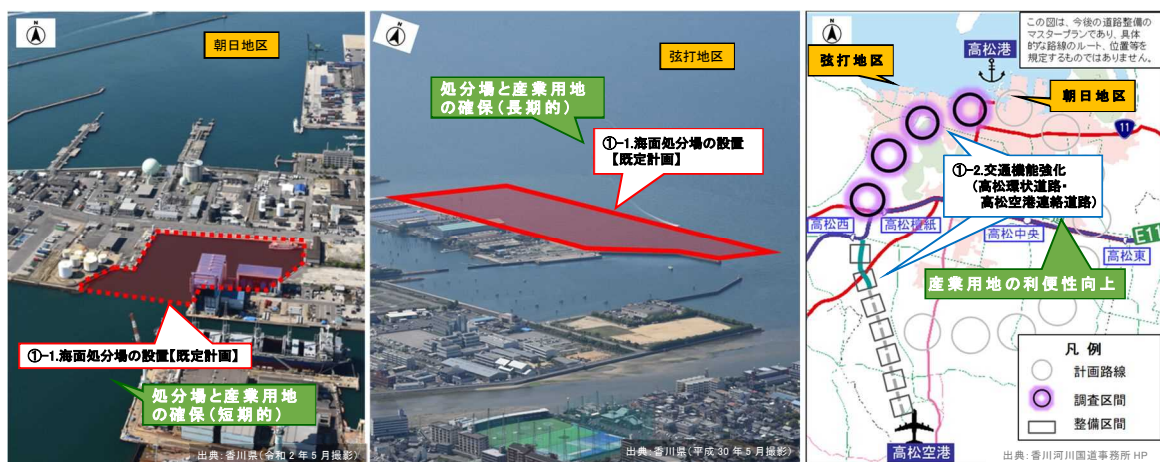 朝日地区
①-1.海面処分場の設置【既定計画】
処分場と産業用地
の確保(短期的)
出典:香川県(令和2年5月撮影)
弦打地区
処分場と産業用地
の確保(長期的)
①-1.海面処分場の設置
【既定計画】
出典:香川県(平成30年5月撮影)
この図は、今後の道路整備の
マスタープランであり、具体
的な路線のルート、位置等を
規定するものではありません。
高松港
弦打地区
朝日地区
11
①-2.交通機能強化
(高松環状道路・
高松空港連絡道路)
高松西
高松檀紙
高松中央
高松東
E11
産業用地の利便性向上
凡 例
計画路線
調査区間
整備区間
高松空港
出典:香川河川国道事務所HP